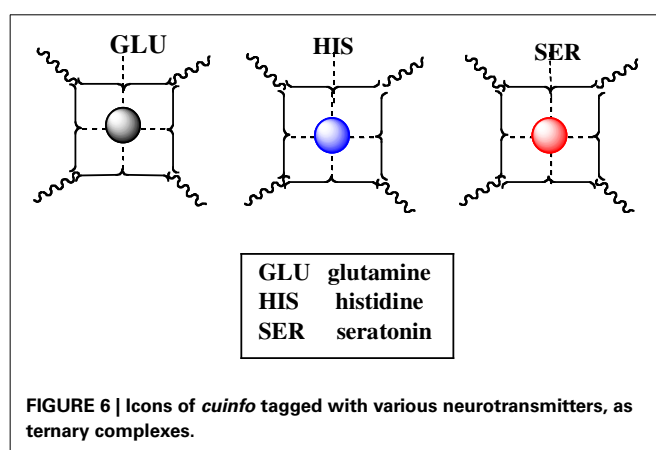 GLU HIS SER
GLU glutamine
HIS histidine
SER seratonin
FIGURE 6 | Icons of cuinfo tagged with various neurotransmitters, as
ternary complexes.